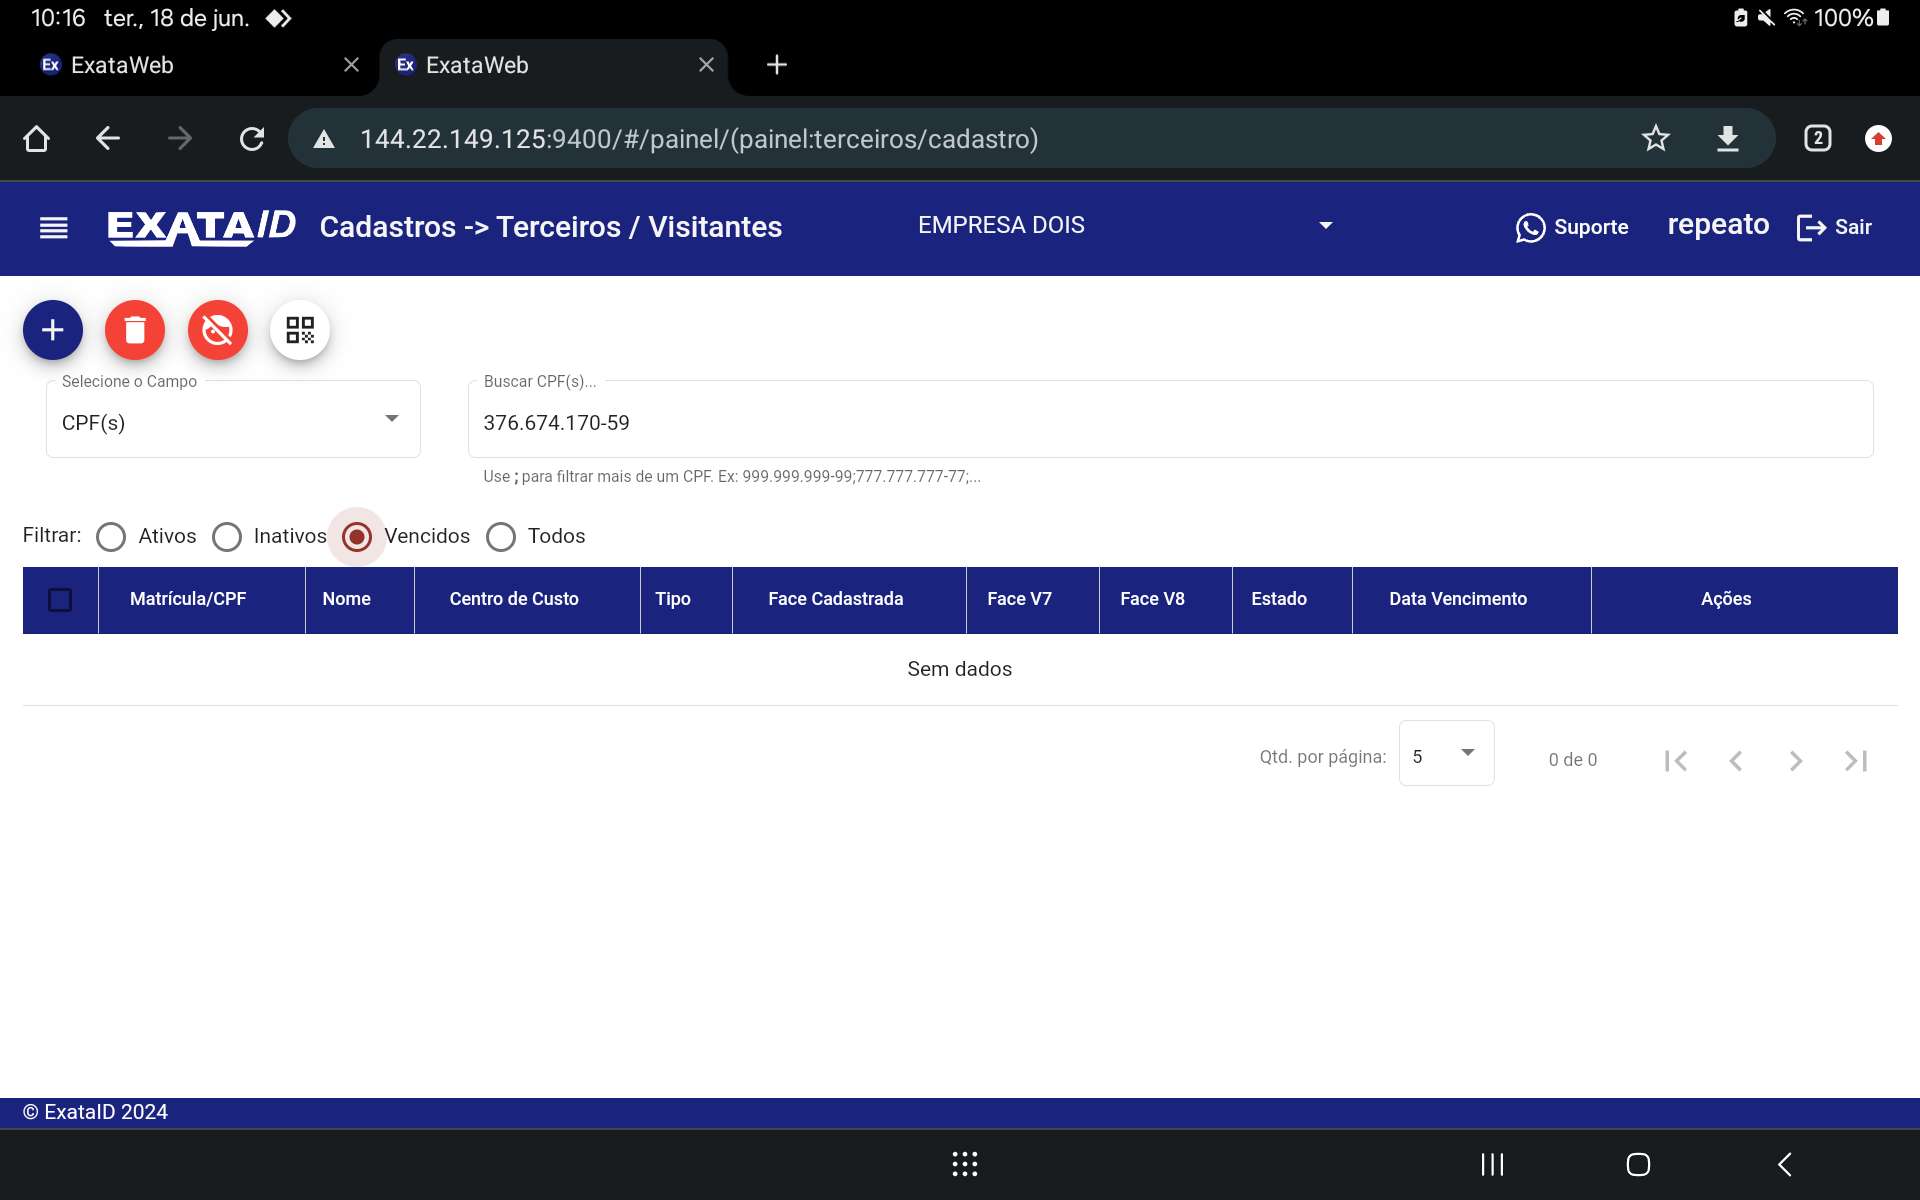 10:16 ter., 18 de jun. 100%
Ex ExataWeb Ex ExataWeb
144.22.149.125:9400/#/painel/(painel:terceiros/cadastro) 2
EXATAID Cadastros -> Terceiros / Visitantes EMPRESA DOIS Suporte repeato Sair
Selecione o Campo Buscar CPF(s)...
CPF(s) 376.674.170-59
Use ; para filtrar mais de um CPF. Ex: 999.999.999-99;777.777.777-77;...
Filtrar: Ativos Inativos Vencidos Todos
Matrícula/CPF Nome Centro de Custo Tipo Face Cadastrada Face V7 Face V8 Estado Data Vencimento Ações
Sem dados
Qtd. por página: 5 0 de 0
© ExataID 2024